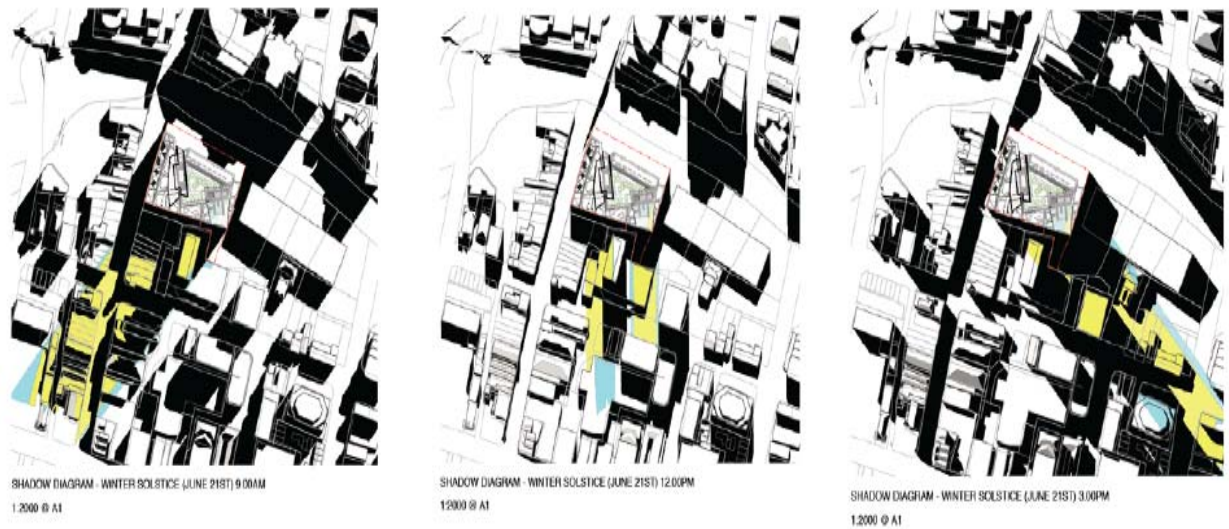 SHADOW DIAGRAM - WINTER SOLSTICE (JUNE 21ST) 9.00AM
1:2000 @ A1
SHADOW DIAGRAM - WINTER SOLSTICE (JUNE 21ST) 12.00PM
1:2000 @ A1
SHADOW DIAGRAM - WINTER SOLSTICE (JUNE 21ST) 3.00PM
1:2000 @ A1